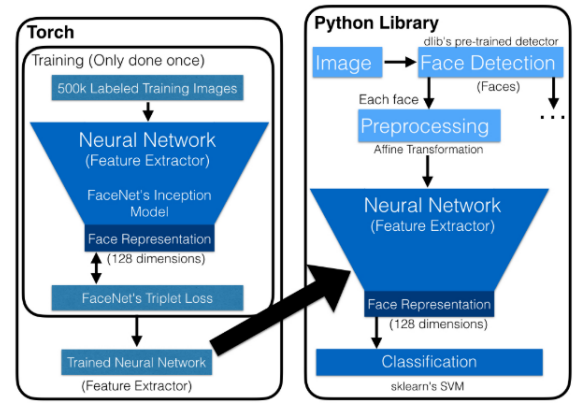 Torch
Training (Only done once)
500k Labeled Training Images
Neural Network
(Feature Extractor)
FaceNet's Inception
Model
Face Representation
(128 dimensions)
FaceNet's Triplet Loss
Trained Neural Network
(Feature Extractor)
Python Library
dlib's pre-trained detector
Image
Face Detection
(Faces)
Each face
...
Preprocessing
Affine Transformation
Neural Network
(Feature Extractor)
Face Representation
(128 dimensions)
Classification
sklearn's SVM